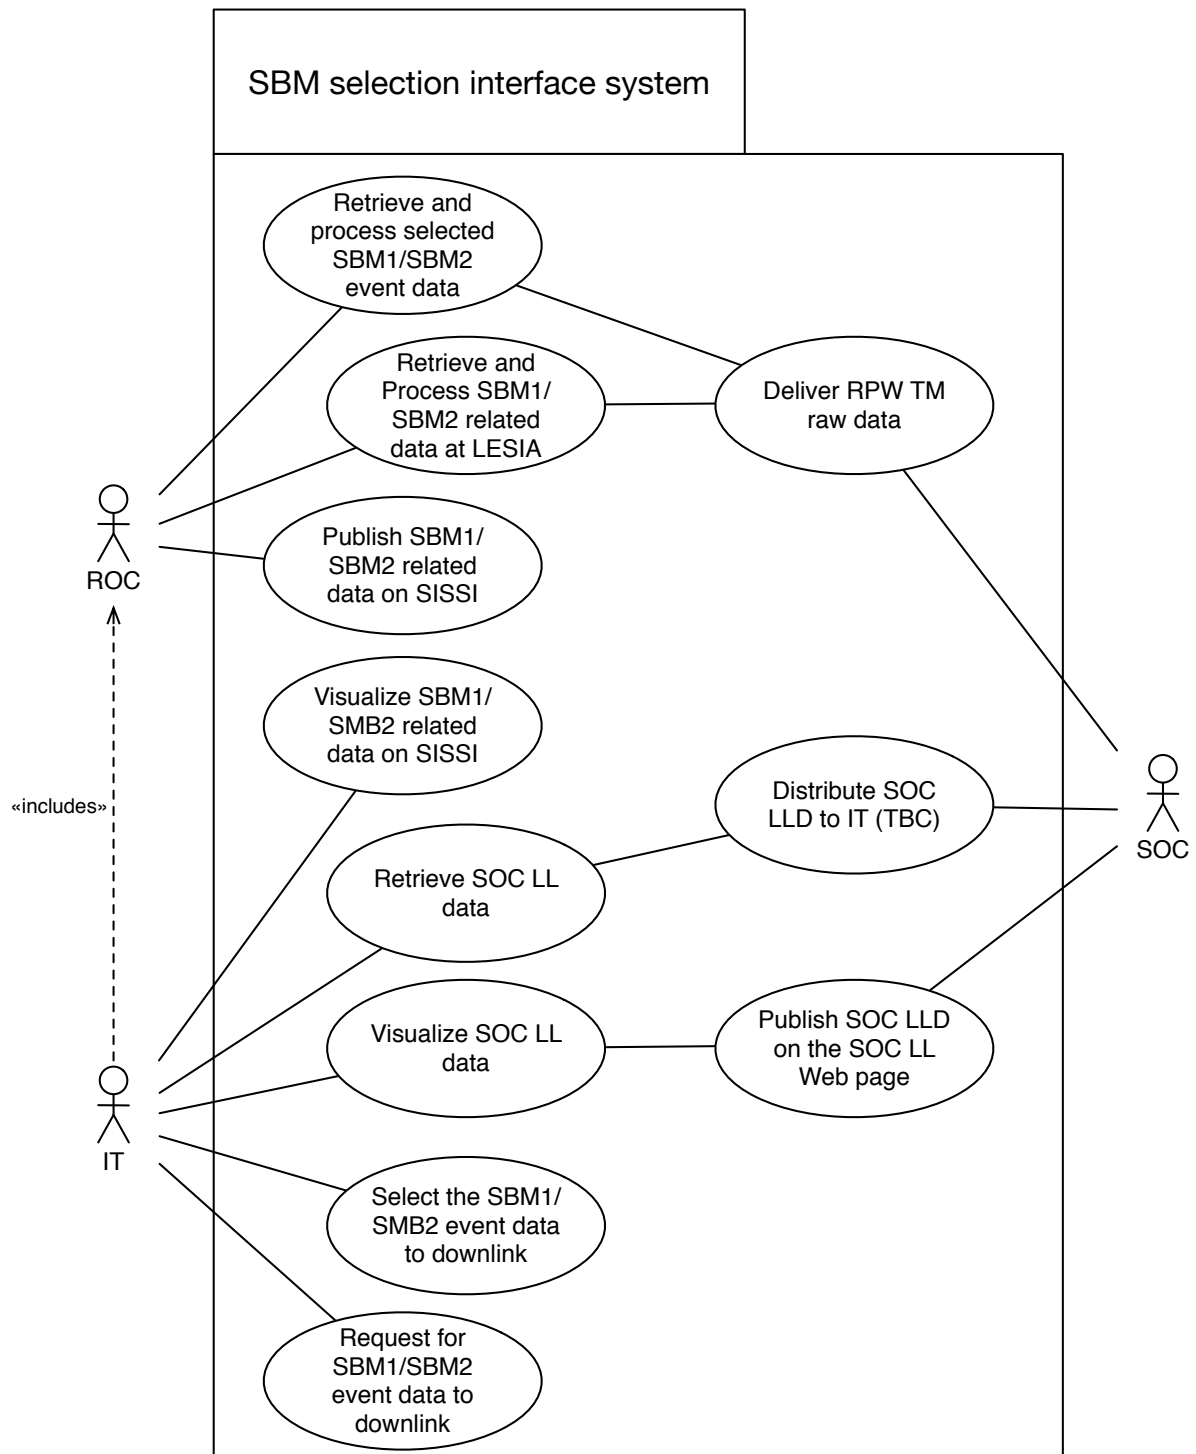 SBM selection interface system
Retrieve and
process selected
SBM1/SBM2
event data
Retrieve and
Process SBM1/
SBM2 related
data at LESIA
Deliver RPW TM
raw data
ROC
Publish SBM1/
SBM2 related
data on SISSI
Visualize SBM1/
SMB2 related
data on SISSI
«includes»
Distribute SOC
LLD to IT (TBC)
SOC
Retrieve SOC LL
data
Visualize SOC LL
data
Publish SOC LLD
on the SOC LL
Web page
IT
Select the SBM1/
SMB2 event data
to downlink
Request for
SBM1/SBM2
event data to
downlink